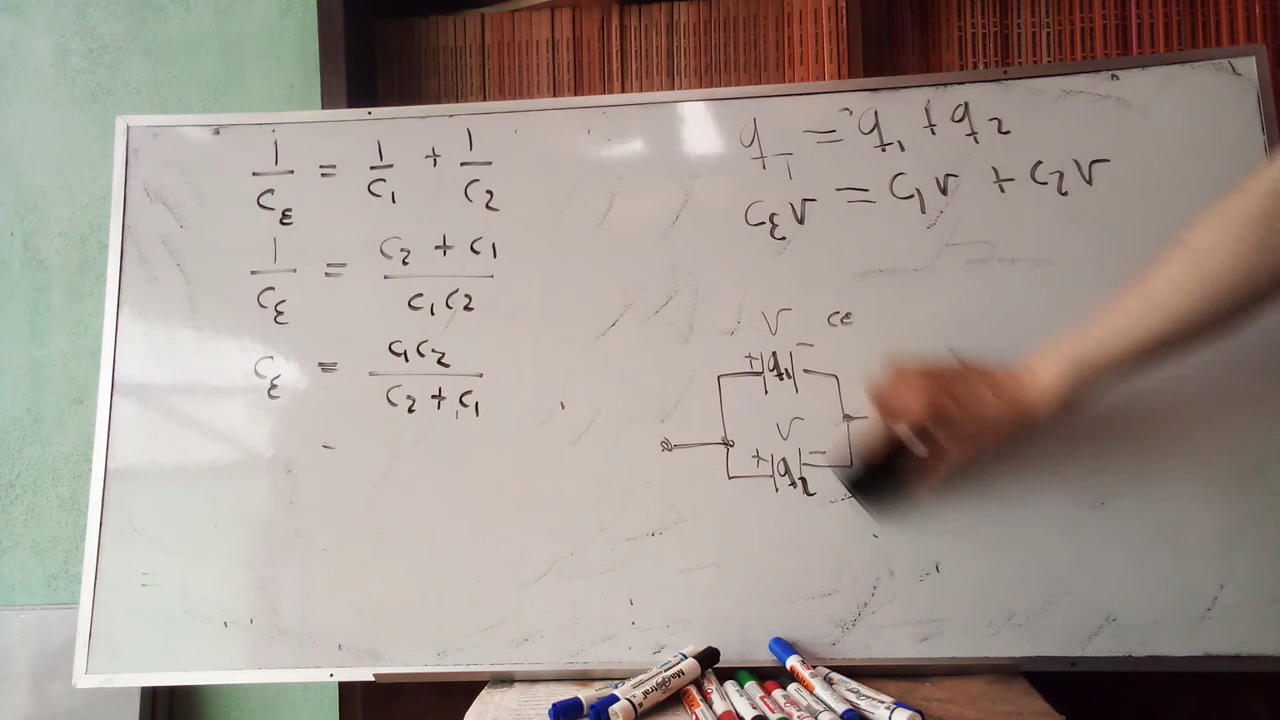 1/Cε = 1/C1 + 1/C2
1/Cε = C2 + C1/C1C2
Cε = C1C2/C2 + C1
=
qT = q1 + q2
CεV = C1V + C2V
V Cε
+ q1 -
V
+ q2 -
Magistral